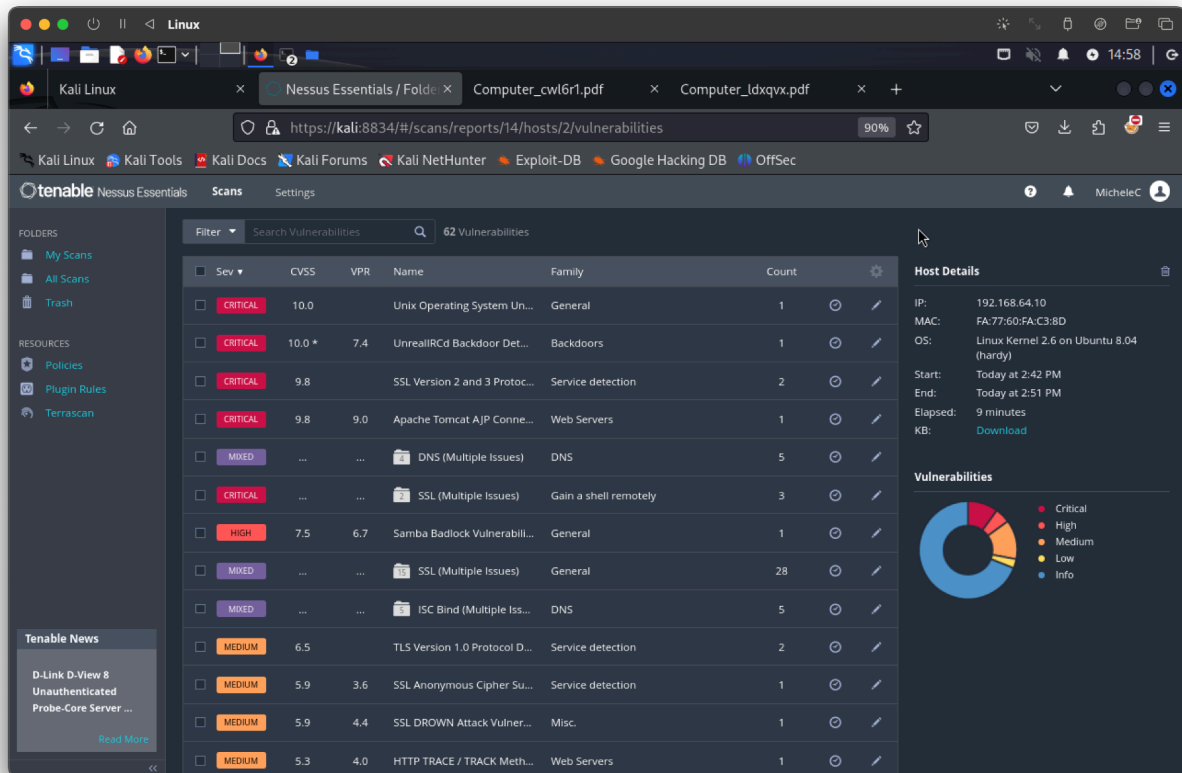 Linux
2
14:58
Kali Linux
Nessus Essentials / Folde
Computer_cwl6r1.pdf
Computer_ldxqvx.pdf
https://kali:8834/#/scans/reports/14/hosts/2/vulnerabilities
90%
Kali Linux Kali Tools Kali Docs Kali Forums Kali NetHunter Exploit-DB Google Hacking DB OffSec
tenable Nessus Essentials Scans Settings MicheleC
FOLDERS
My Scans
All Scans
Trash
RESOURCES
Policies
Plugin Rules
Terrascan
Tenable News
D-Link D-View 8
Unauthenticated
Probe-Core Server ...
Read More
Filter Search Vulnerabilities 62 Vulnerabilities
Sev CVSS VPR Name Family Count
CRITICAL 10.0 Unix Operating System Un... General 1
CRITICAL 10.0 * 7.4 UnrealIRCd Backdoor Det... Backdoors 1
CRITICAL 9.8 SSL Version 2 and 3 Protoc... Service detection 2
CRITICAL 9.8 9.0 Apache Tomcat AJP Conne... Web Servers 1
MIXED ... ... 4 DNS (Multiple Issues) DNS 5
CRITICAL ... ... 2 SSL (Multiple Issues) Gain a shell remotely 3
HIGH 7.5 6.7 Samba Badlock Vulnerabili... General 1
MIXED ... ... 15 SSL (Multiple Issues) General 28
MIXED ... ... 5 ISC Bind (Multiple Iss... DNS 5
MEDIUM 6.5 TLS Version 1.0 Protocol D... Service detection 2
MEDIUM 5.9 3.6 SSL Anonymous Cipher Su... Service detection 1
MEDIUM 5.9 4.4 SSL DROWN Attack Vulner... Misc. 1
MEDIUM 5.3 4.0 HTTP TRACE / TRACK Meth... Web Servers 1
Host Details
IP: 192.168.64.10
MAC: FA:77:60:FA:C3:8D
OS: Linux Kernel 2.6 on Ubuntu 8.04
(hardy)
Start: Today at 2:42 PM
End: Today at 2:51 PM
Elapsed: 9 minutes
KB: Download
Vulnerabilities
Critical
High
Medium
Low
Info